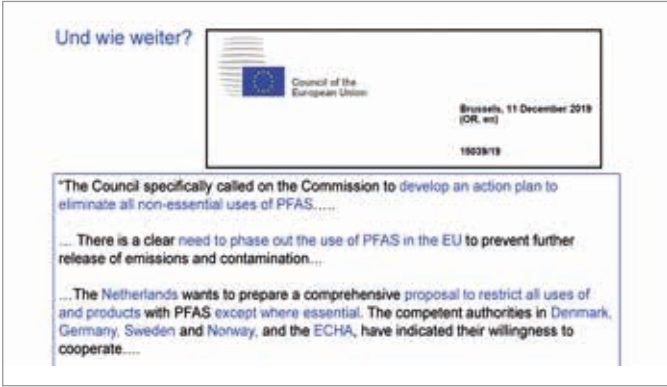 Und wie weiter?
Council of the
European Union
Brussels, 11 December 2019
(OR. en)
15039/19
"The Council specifically called on the Commission to develop an action plan to
eliminate all non-essential uses of PFAS.....
.... There is a clear need to phase out the use of PFAS in the EU to prevent further
release of emissions and contamination...
...The Netherlands wants to prepare a comprehensive proposal to restrict all uses of
and products with PFAS except where essential. The competent authorities in Denmark,
Germany, Sweden and Norway, and the ECHA, have indicated their willingness to
cooperate....